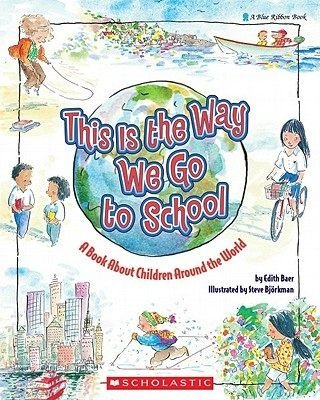 A Blue Ribbon Book
This Is the Way
We Go
to School
A Book About Children Around the World
by Edith Baer
Illustrated by Steve Björkman
SCHOLASTIC